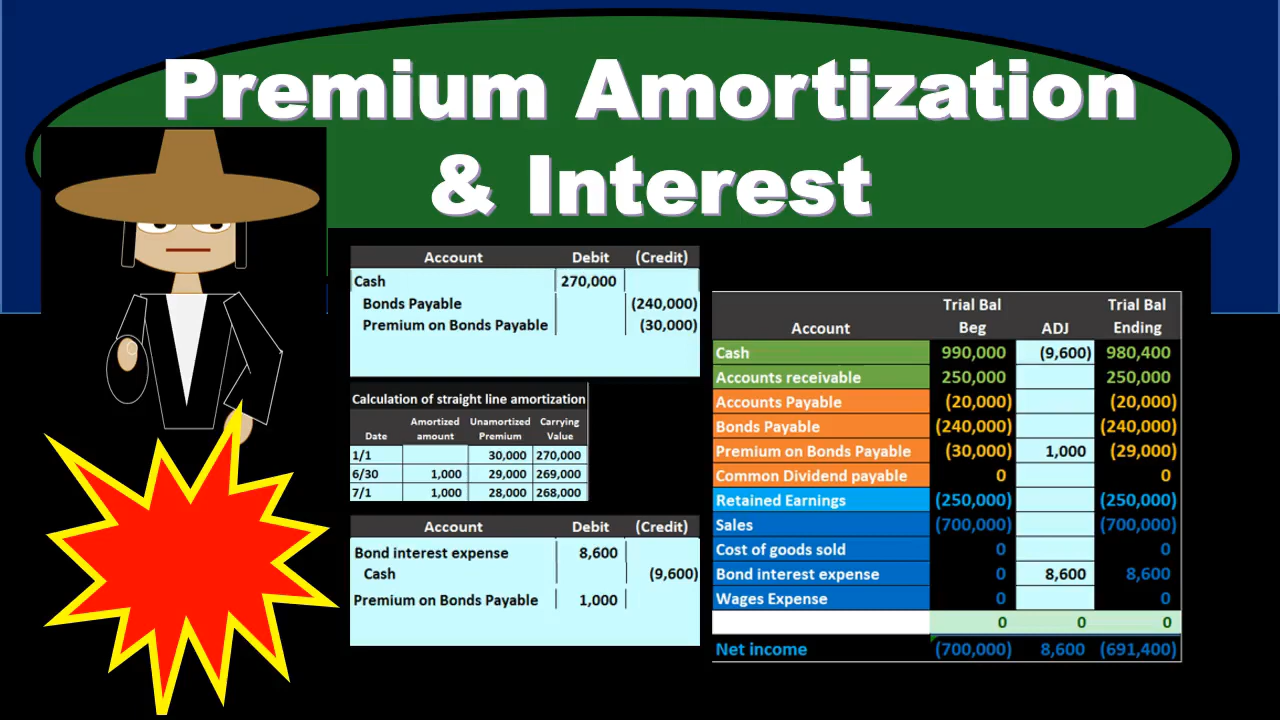 Premium Amortization
& Interest
Account Debit (Credit)
Cash 270,000
Bonds Payable (240,000)
Premium on Bonds Payable (30,000)
Calculation of straight line amortization
Amortized Unamortized Carrying
Date amount Premium Value
1/1 30,000 270,000
6/30 1,000 29,000 269,000
7/1 1,000 28,000 268,000
Account Debit (Credit)
Bond interest expense 8,600
Cash (9,600)
Premium on Bonds Payable 1,000
Trial Bal Trial Bal
Account Beg ADJ Ending
Cash 990,000 (9,600) 980,400
Accounts receivable 250,000 250,000
Accounts Payable (20,000) (20,000)
Bonds Payable (240,000) (240,000)
Premium on Bonds Payable (30,000) 1,000 (29,000)
Common Dividend payable 0 0
Retained Earnings (250,000) (250,000)
Sales (700,000) (700,000)
Cost of goods sold 0 0
Bond interest expense 0 8,600 8,600
Wages Expense 0 0
0 0 0
Net income (700,000) 8,600 (691,400)